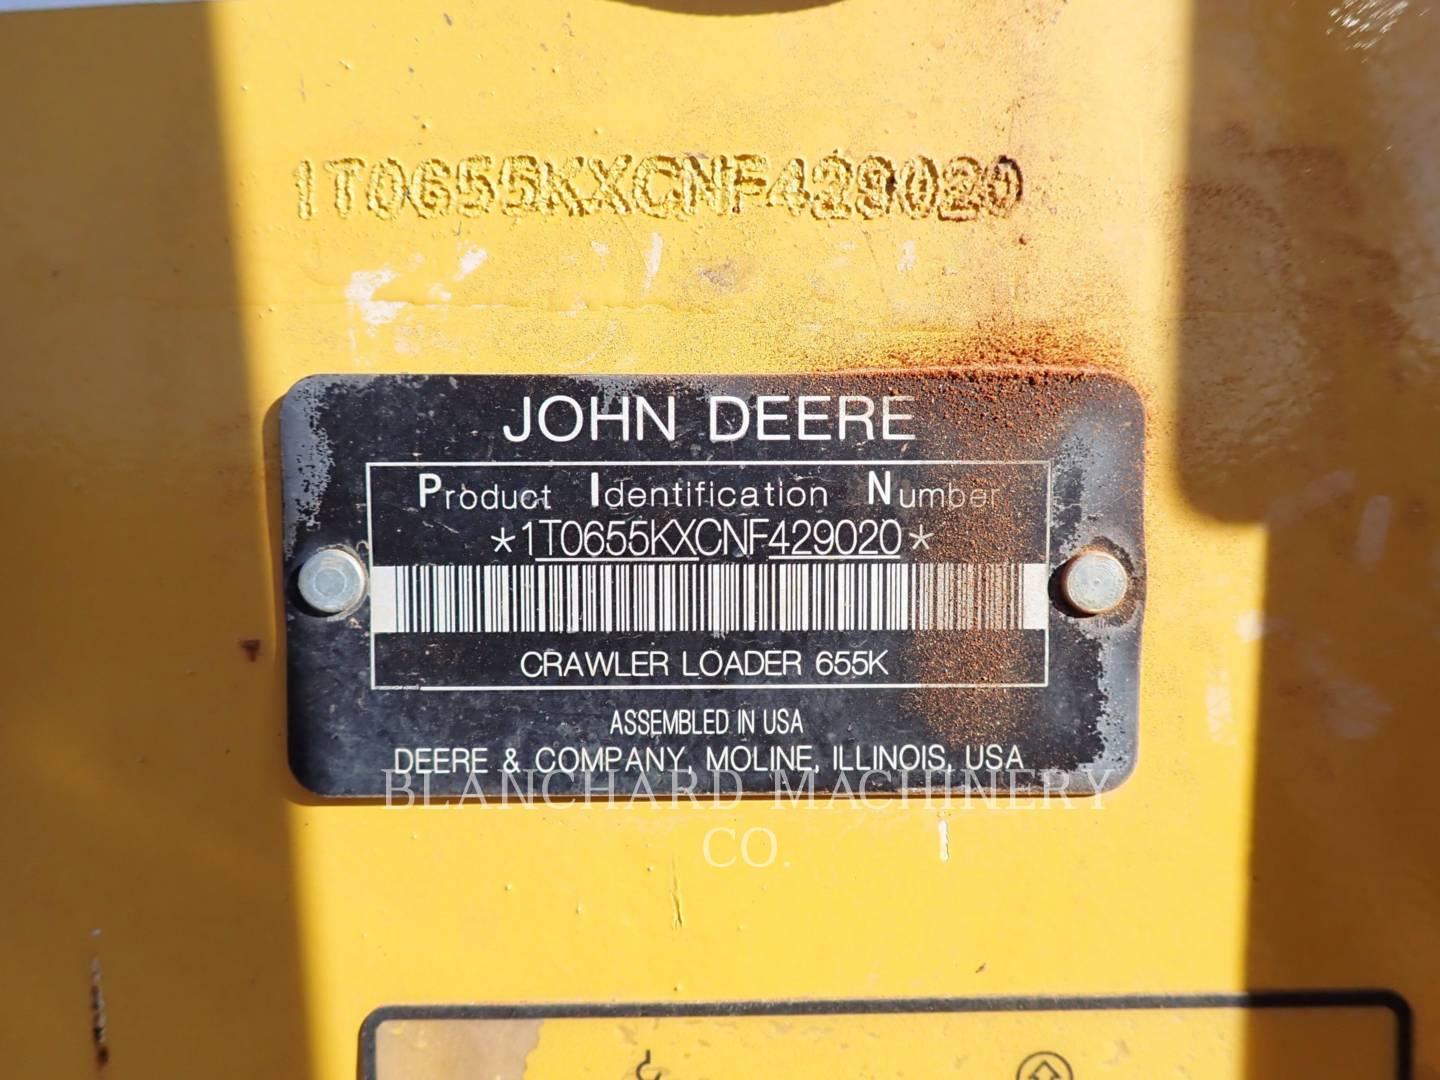 1T0655KXCNF429020
JOHN DEERE
Product Identification Number
*1T0655KXCNF429020*
CRAWLER LOADER 655K
ASSEMBLED IN USA
DEERE & COMPANY, MOLINE, ILLINOIS, USA
BLANCHARD MACHINERY
CO.